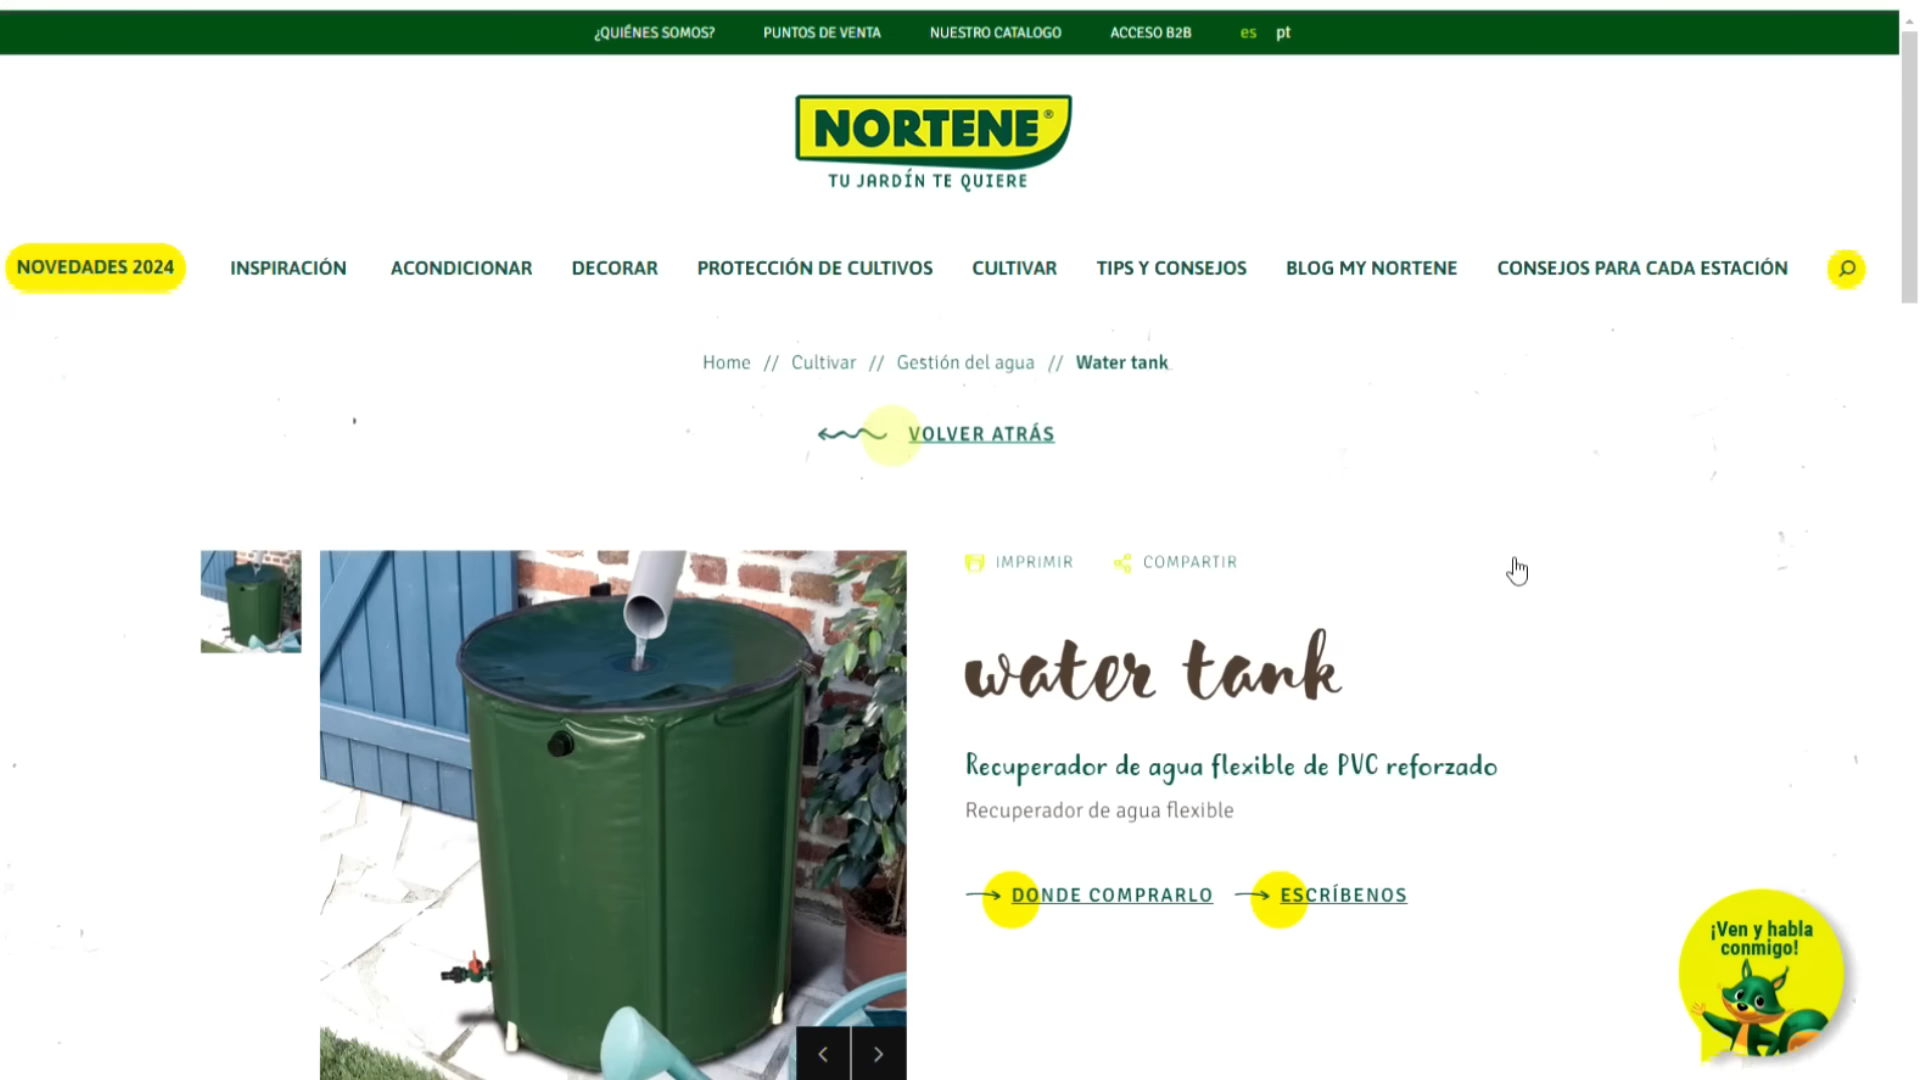 ¿QUIÉNES SOMOS? PUNTOS DE VENTA NUESTRO CATALOGO ACCESO B2B es pt
NORTENE®
TU JARDÍN TE QUIERE
NOVEDADES 2024 INSPIRACIÓN ACONDICIONAR DECORAR PROTECCIÓN DE CULTIVOS CULTIVAR TIPS Y CONSEJOS BLOG MY NORTENE CONSEJOS PARA CADA ESTACIÓN
Home // Cultivar // Gestión del agua // Water tank
VOLVER ATRÁS
IMPRIMIR COMPARTIR
water tank
Recuperador de agua flexible de PVC reforzado
Recuperador de agua flexible
DONDE COMPRARLO ESCRÍBENOS
¡Ven y habla
conmigo!